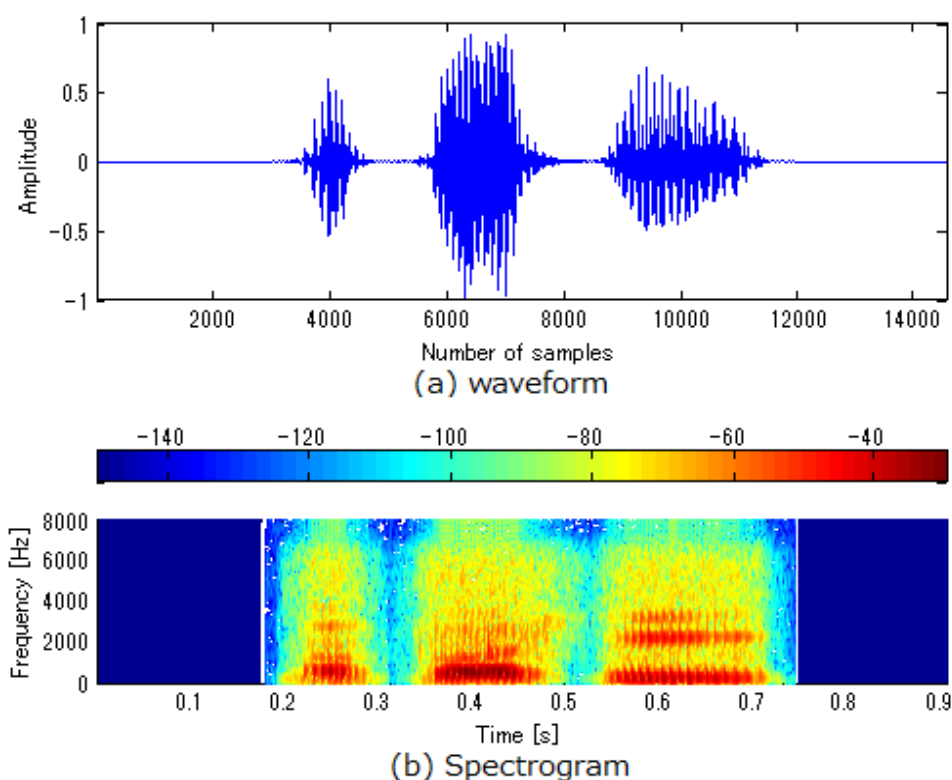 1
0.5
0
-0.5
-1
Amplitude
2000 4000 6000 8000 10000 12000 14000
Number of samples
(a) waveform
-140 -120 -100 -80 -60 -40
8000
6000
4000
2000
0
Frequency [Hz]
0.1 0.2 0.3 0.4 0.5 0.6 0.7 0.8 0.9
Time [s]
(b) Spectrogram